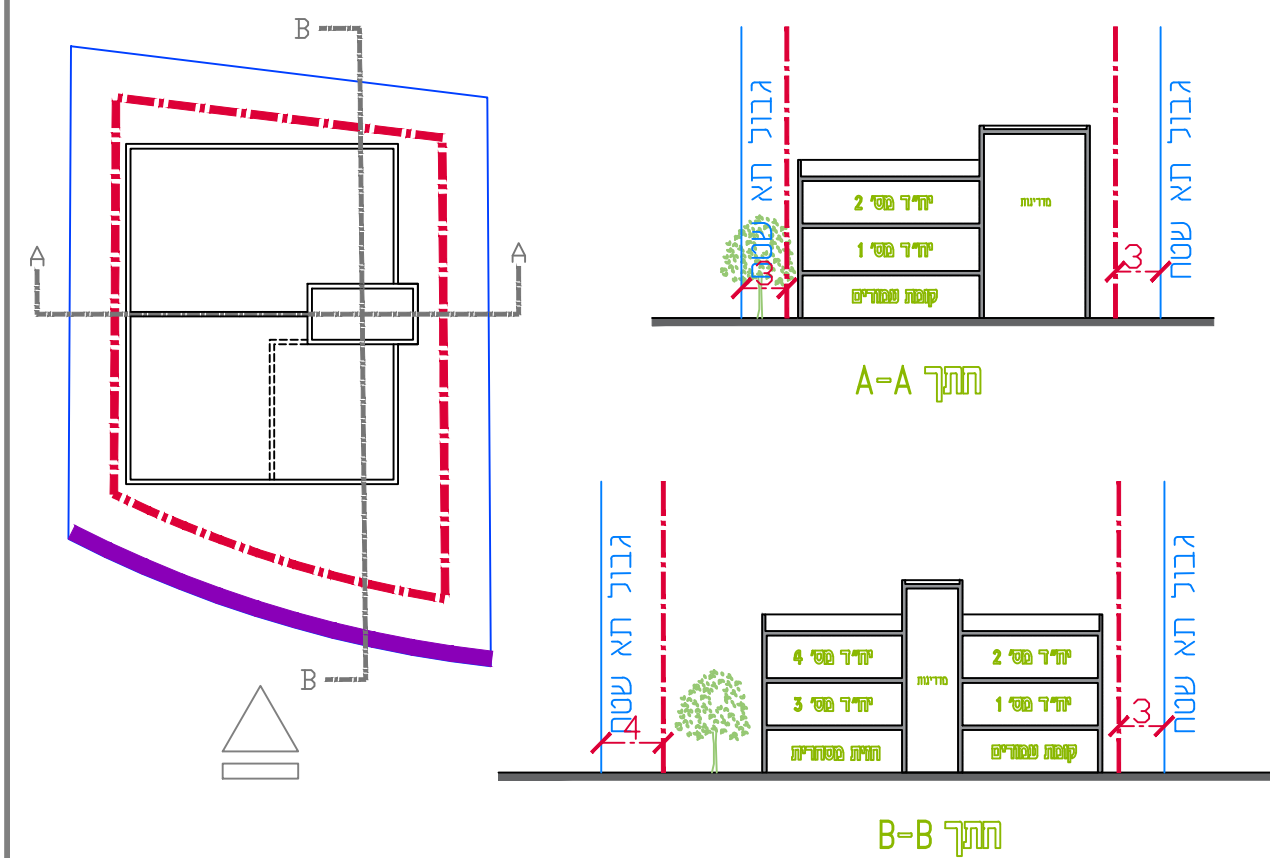 B
A
A
B
גבול תא שטח
גבול תא שטח
יח"ד מס' 2
יח"ד מס' 1
קומת עמודים
מדרגות
3
3
חתך A-A
גבול תא שטח
גבול תא שטח
יח"ד מס' 4
יח"ד מס' 3
חזית מסחרית
מדרגות
יח"ד מס' 2
יח"ד מס' 1
קומת עמודים
4
3
חתך B-B